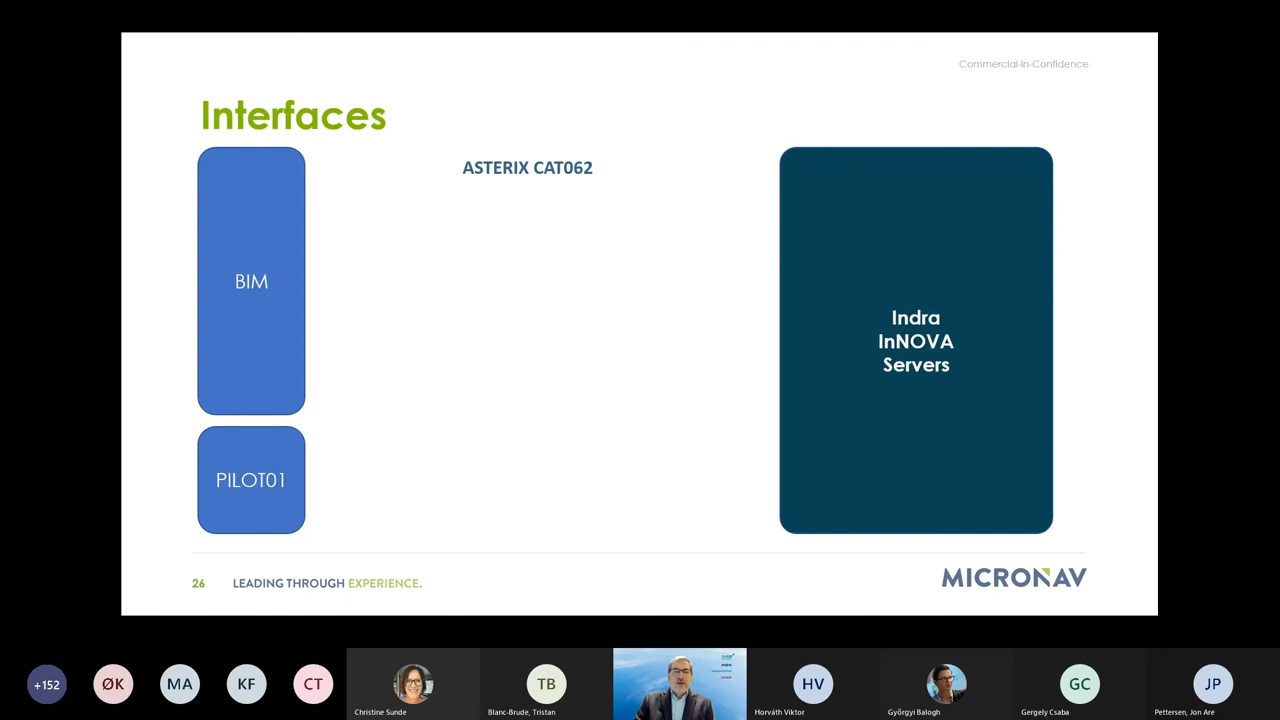 Commercial-in-Confidence
Interfaces
ASTERIX CAT062
BIM
Indra
InNOVA
Servers
PILOT01
26 LEADING THROUGH EXPERIENCE.
MICRONAV
+152
ØK
MA
KF
CT
TB
HV
GC
JP
Christine Sunde
Blanc-Brude, Tristan
Horváth Viktor
Győrgyi Balogh
Gergely Csaba
Pettersen, Jon Are